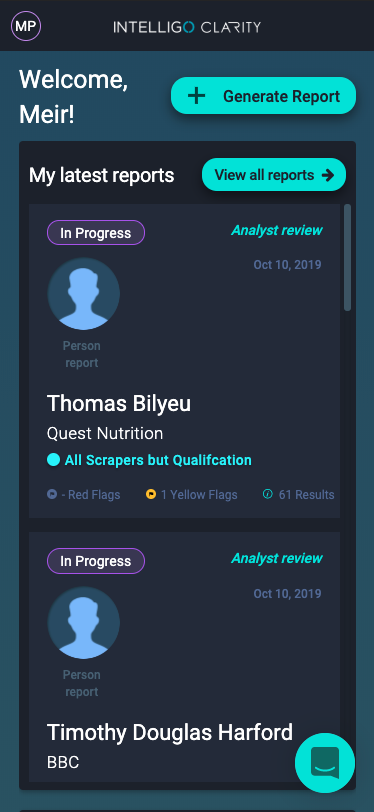 MP
INTELLIGO CLARITY
Welcome,
Meir!
Generate Report
My latest reports
View all reports
In Progress
Analyst review
Oct 10, 2019
Person
report
Thomas Bilyeu
Quest Nutrition
All Scrapers but Qualifcation
- Red Flags
1 Yellow Flags
61 Results
In Progress
Analyst review
Oct 10, 2019
Person
report
Timothy Douglas Harford
BBC